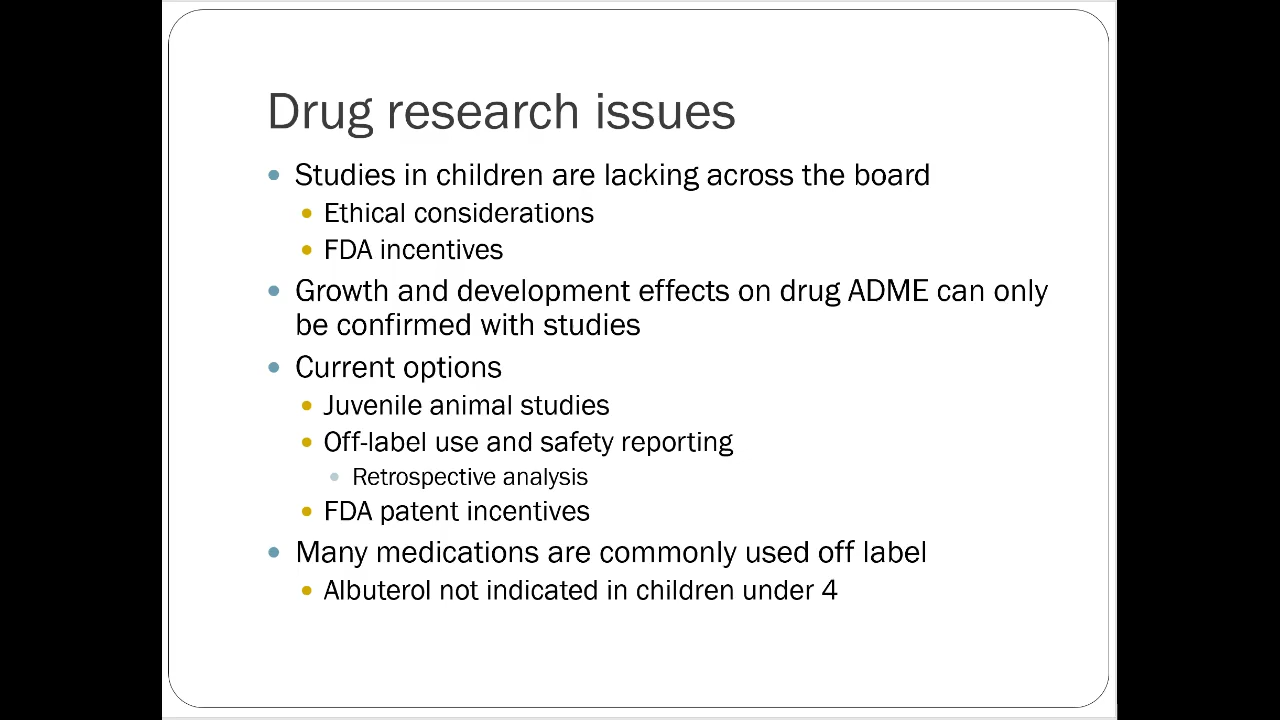 Drug research issues
Studies in children are lacking across the board
Ethical considerations
FDA incentives
Growth and development effects on drug ADME can only
be confirmed with studies
Current options
Juvenile animal studies
Off-label use and safety reporting
Retrospective analysis
FDA patent incentives
Many medications are commonly used off label
Albuterol not indicated in children under 4